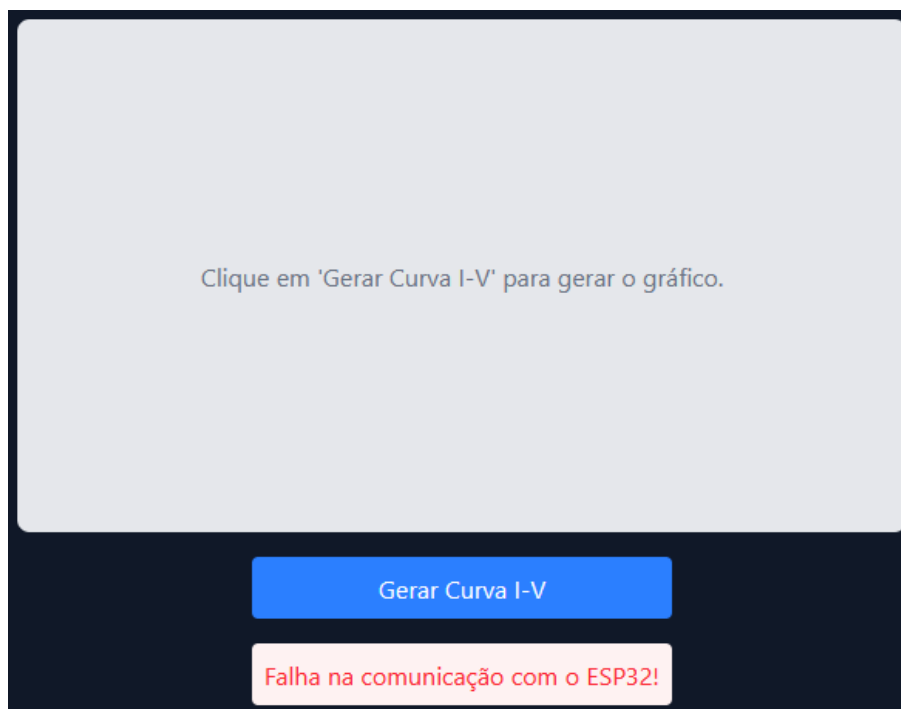 Clique em 'Gerar Curva I-V' para gerar o gráfico.
Gerar Curva I-V
Falha na comunicação com o ESP32!